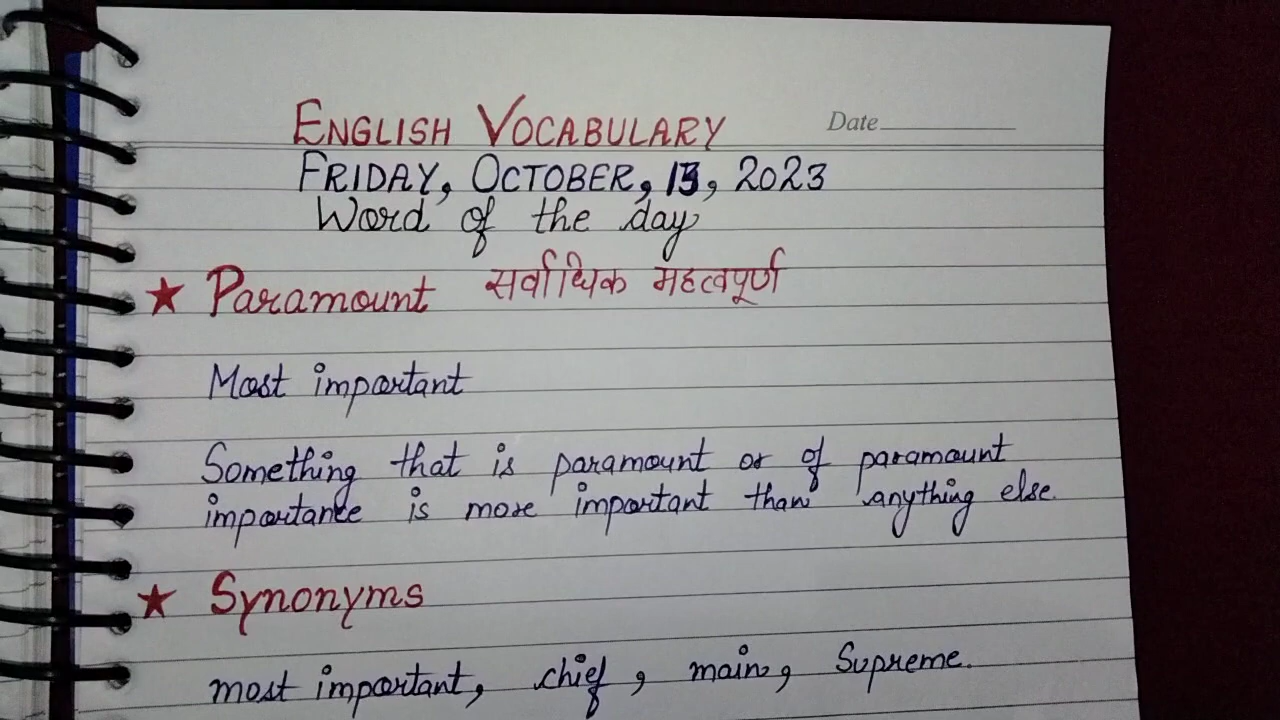 ENGLISH VOCABULARY
Date
FRIDAY, OCTOBER, 13, 2023
Word of the day
★ Paramount सर्वाधिक महत्वपूर्ण
Most important
Something that is paramount or of paramount
importance is more important than anything else.
★ Synonyms
most important, chief, main, Supreme.